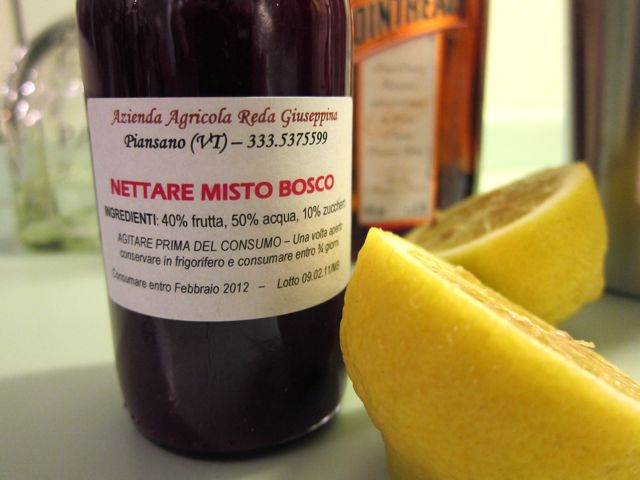 Azienda Agricola Reda Giuseppina
Piansano (VT) – 333.5375599
NETTARE MISTO BOSCO
INGREDIENTI: 40% frutta, 50% acqua, 10% zucchero
AGITARE PRIMA DEL CONSUMO – Una volta aperto
conservare in frigorifero e consumare entro ¾ giorni.
Consumare entro Febbraio 2012 – Lotto 09.02.11/MB
OINTREAU